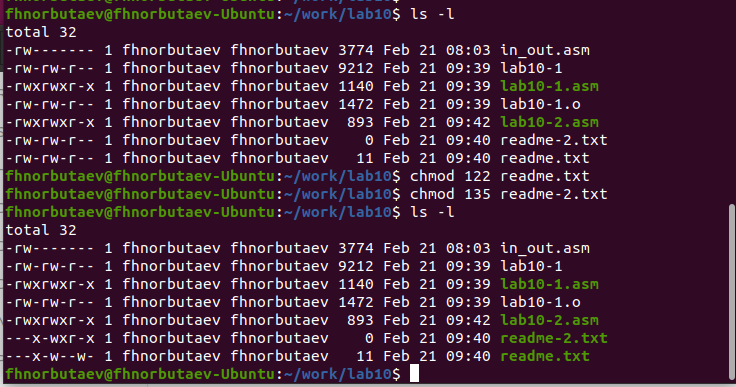 fhnorbutaev@fhnorbutaev-Ubuntu:~/work/lab10$ ls -l
total 32
-rw------- 1 fhnorbutaev fhnorbutaev 3774 Feb 21 08:03 in_out.asm
-rw-rw-r-- 1 fhnorbutaev fhnorbutaev 9212 Feb 21 09:39 lab10-1
-rwxrwxr-x 1 fhnorbutaev fhnorbutaev 1140 Feb 21 09:39 lab10-1.asm
-rw-rw-r-- 1 fhnorbutaev fhnorbutaev 1472 Feb 21 09:39 lab10-1.o
-rwxrwxr-x 1 fhnorbutaev fhnorbutaev 893 Feb 21 09:42 lab10-2.asm
-rw-rw-r-- 1 fhnorbutaev fhnorbutaev 0 Feb 21 09:40 readme-2.txt
-rw-rw-r-- 1 fhnorbutaev fhnorbutaev 11 Feb 21 09:40 readme.txt
fhnorbutaev@fhnorbutaev-Ubuntu:~/work/lab10$ chmod 122 readme.txt
fhnorbutaev@fhnorbutaev-Ubuntu:~/work/lab10$ chmod 135 readme-2.txt
fhnorbutaev@fhnorbutaev-Ubuntu:~/work/lab10$ ls -l
total 32
-rw------- 1 fhnorbutaev fhnorbutaev 3774 Feb 21 08:03 in_out.asm
-rw-rw-r-- 1 fhnorbutaev fhnorbutaev 9212 Feb 21 09:39 lab10-1
-rwxrwxr-x 1 fhnorbutaev fhnorbutaev 1140 Feb 21 09:39 lab10-1.asm
-rw-rw-r-- 1 fhnorbutaev fhnorbutaev 1472 Feb 21 09:39 lab10-1.o
-rwxrwxr-x 1 fhnorbutaev fhnorbutaev 893 Feb 21 09:42 lab10-2.asm
---x-wxr-x 1 fhnorbutaev fhnorbutaev 0 Feb 21 09:40 readme-2.txt
---x-w--w- 1 fhnorbutaev fhnorbutaev 11 Feb 21 09:40 readme.txt
fhnorbutaev@fhnorbutaev-Ubuntu:~/work/lab10$